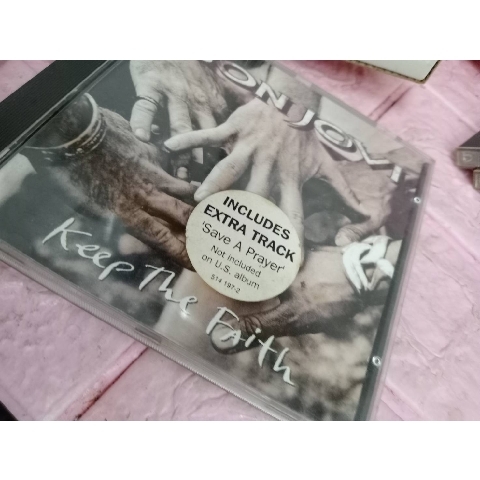 ON JOVI
INCLUDES
EXTRA TRACK
'Save A Prayer'
Not included
on U.S. album
514 197-2
Keep The Faith